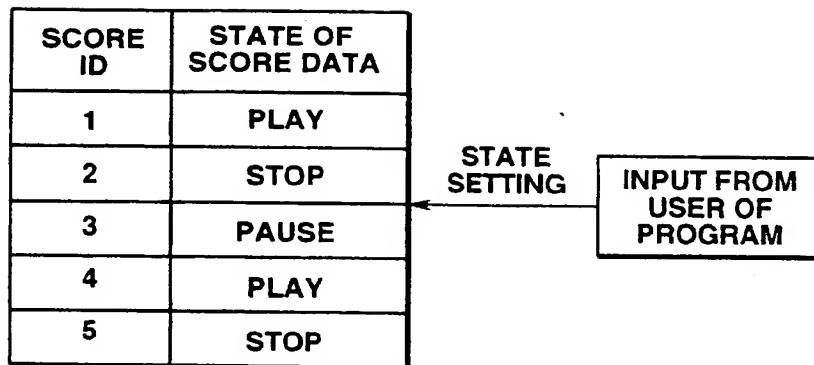 SCORE ID
STATE OF SCORE DATA
1 PLAY
2 STOP
3 PAUSE
4 PLAY
5 STOP
STATE
SETTING
INPUT FROM
USER OF
PROGRAM